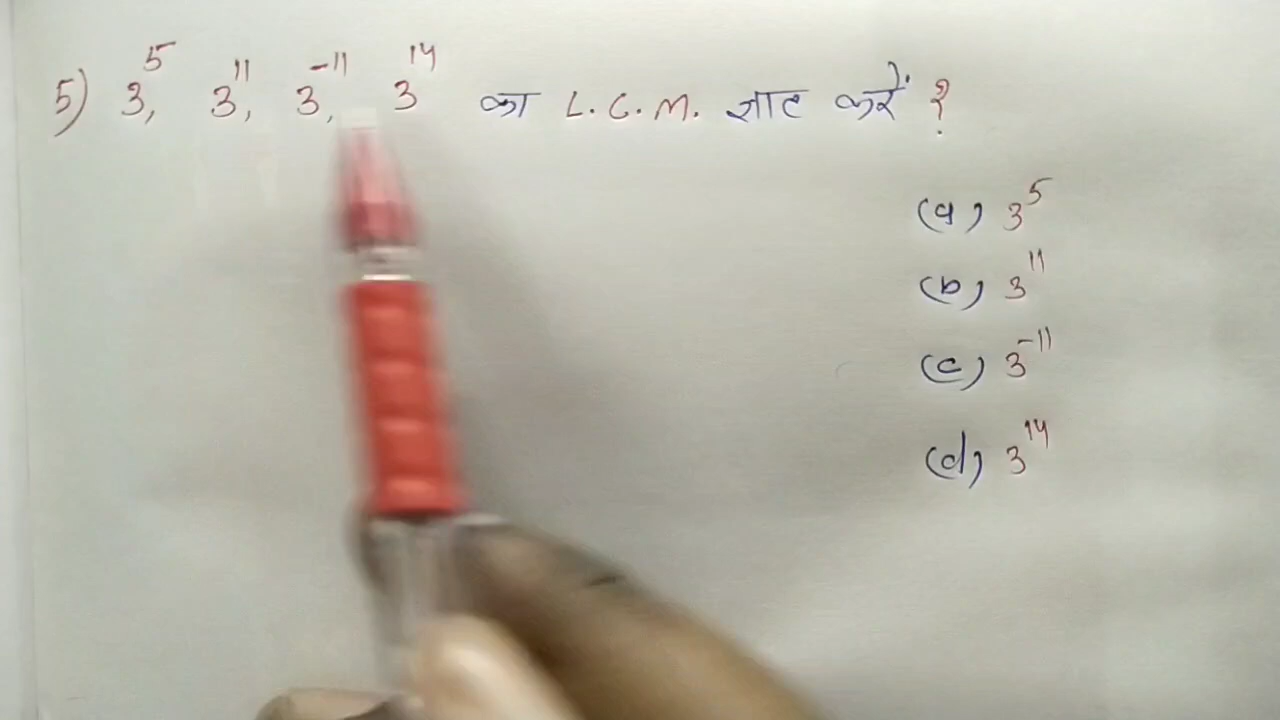 5) 3⁵, 3¹¹, 3⁻¹¹, 3¹⁴ का L.C.M. ज्ञात करें ?
(a) 3⁵
(b) 3¹¹
(c) 3⁻¹¹
(d) 3¹⁴